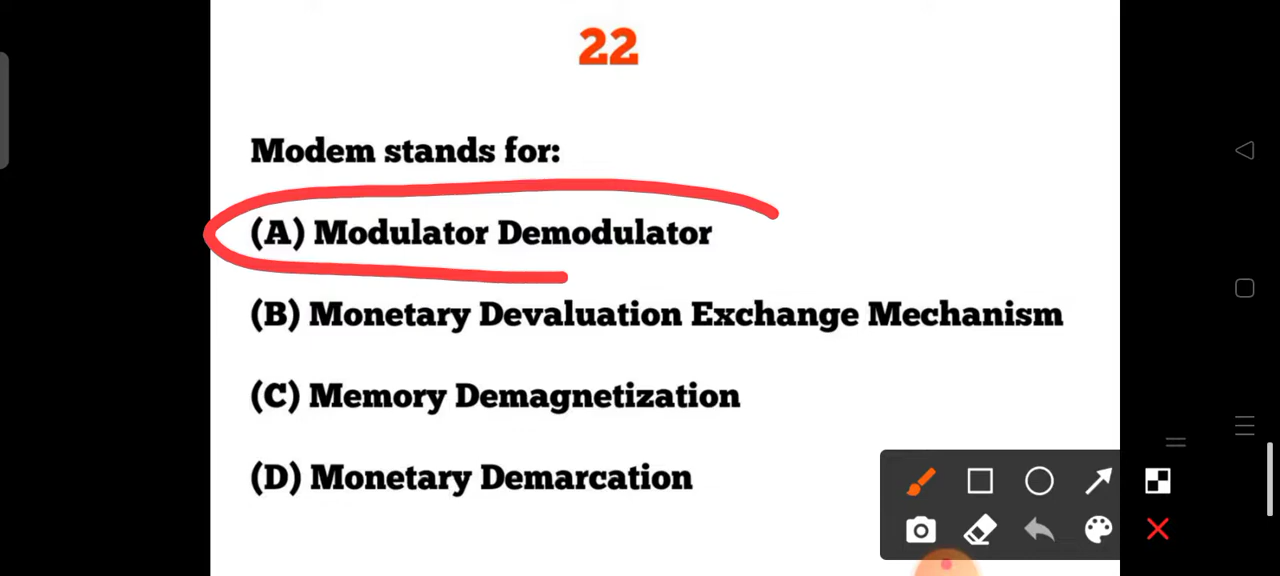 22
Modem stands for:
(A) Modulator Demodulator
(B) Monetary Devaluation Exchange Mechanism
(C) Memory Demagnetization
(D) Monetary Demarcation